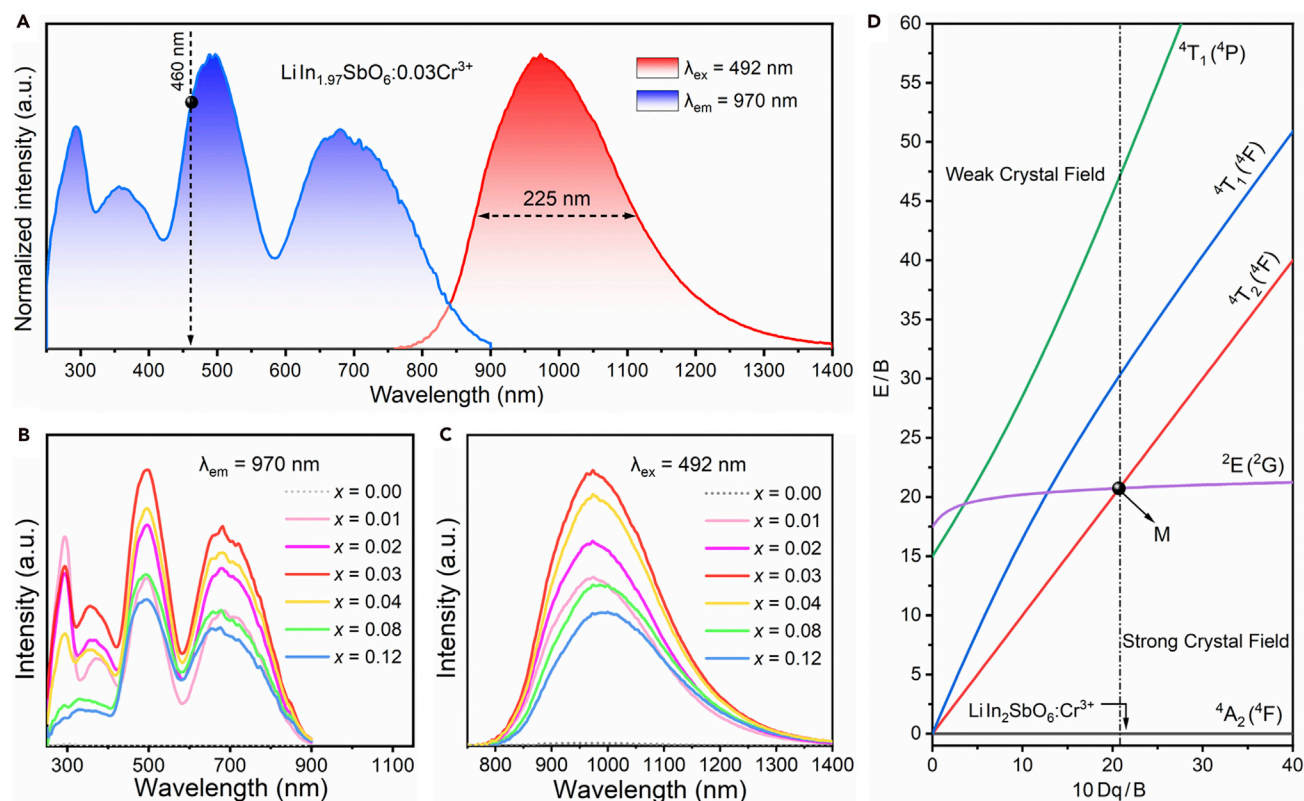 A
Normalized intensity (a.u.)
460 nm
LiIn1.97SbO6:0.03Cr3+
λex = 492 nm
λem = 970 nm
225 nm
300 400 500 600 700 800 900 1000 1100 1200 1300 1400
Wavelength (nm)
B
Intensity (a.u.)
λem = 970 nm
x = 0.00
x = 0.01
x = 0.02
x = 0.03
x = 0.04
x = 0.08
x = 0.12
300 500 700 900 1100
Wavelength (nm)
C
Intensity (a.u.)
λex = 492 nm
x = 0.00
x = 0.01
x = 0.02
x = 0.03
x = 0.04
x = 0.08
x = 0.12
800 900 1000 1100 1200 1300 1400
Wavelength (nm)
D
E/B
60
55
50
45
40
35
30
25
20
15
10
5
0
4T1(4P)
Weak Crystal Field
4T1(4F)
4T2(4F)
2E(2G)
M
Strong Crystal Field
LiIn2SbO6:Cr3+
4A2(4F)
0 10 20 30 40
10Dq/B